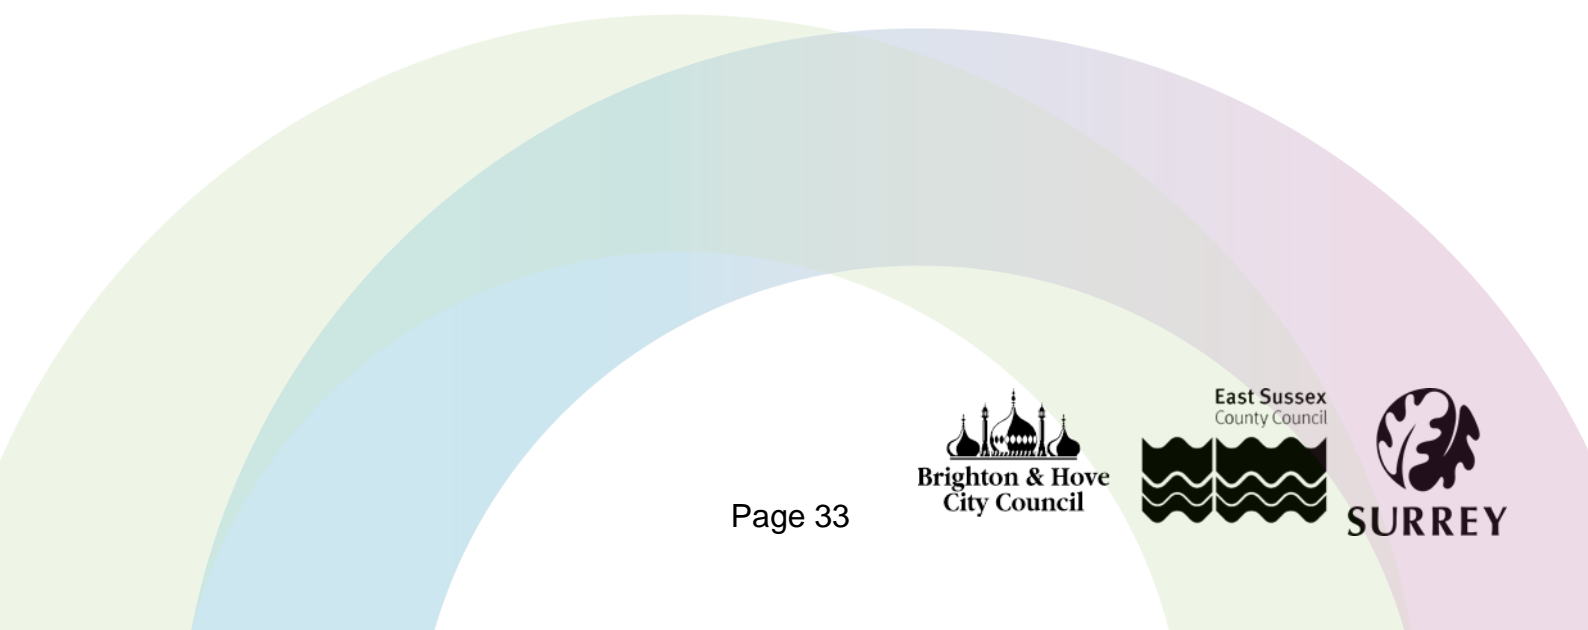 Page 33
Brighton & Hove
City Council
East Sussex
County Council
SURREY